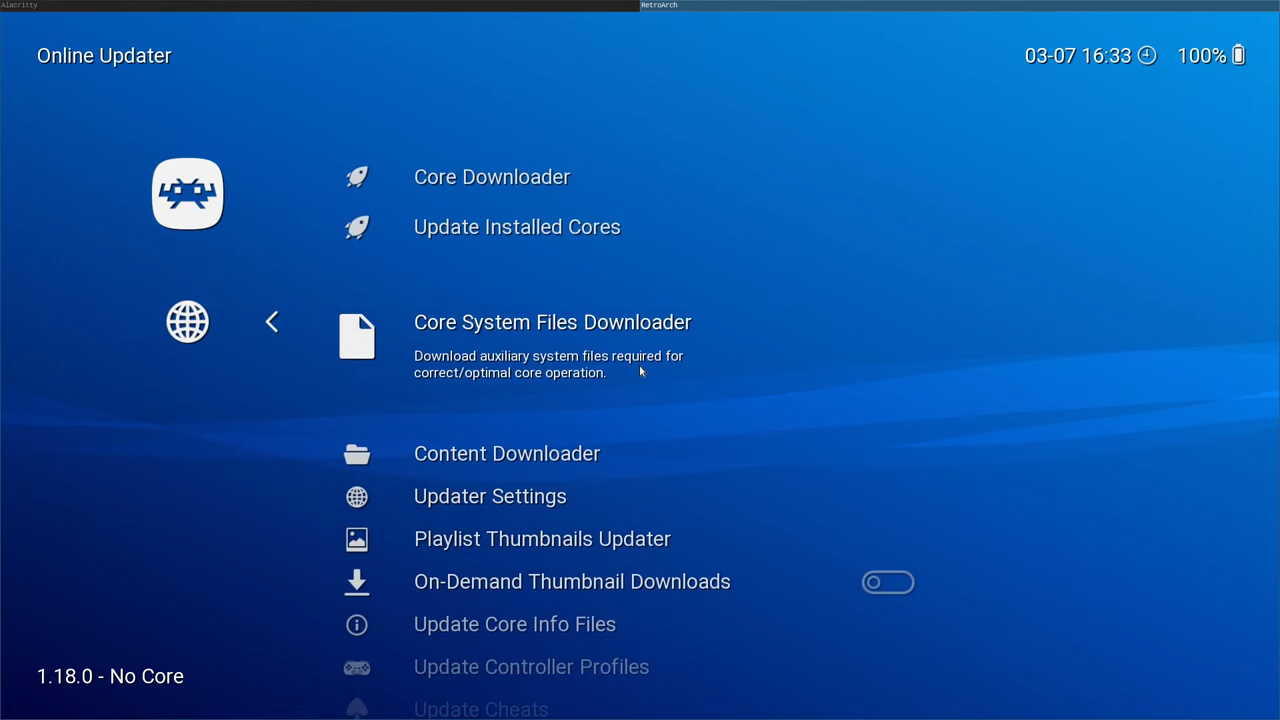 Alacritty
RetroArch
Online Updater
03-07 16:33
100%
Core Downloader
Update Installed Cores
Core System Files Downloader
Download auxiliary system files required for
correct/optimal core operation.
Content Downloader
Updater Settings
Playlist Thumbnails Updater
On-Demand Thumbnail Downloads
Update Core Info Files
Update Controller Profiles
Update Cheats
1.18.0 - No Core